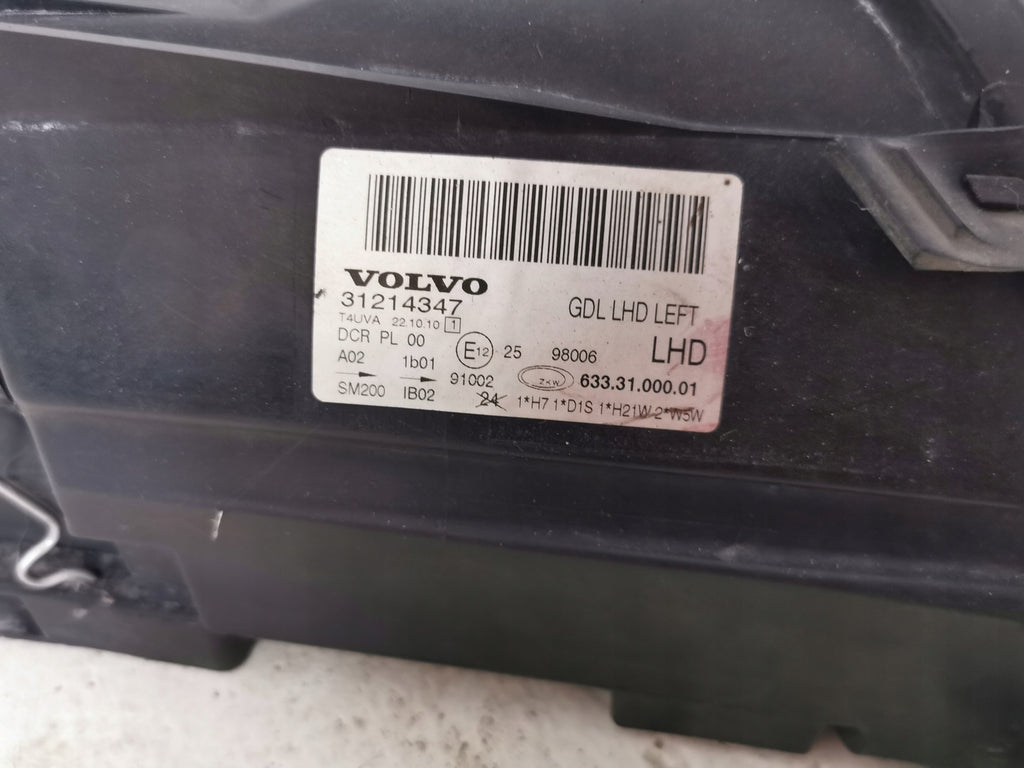 VOLVO
31214347
GDL LHD LEFT
T4UVA 22.10.10 1
DCR PL 00
E12 25 98006 LHD
A02 1b01
91002 ZKW 633.31.000.01
SM200 IB02 24 1*H7 1*D1S 1*H21W 2*W5W